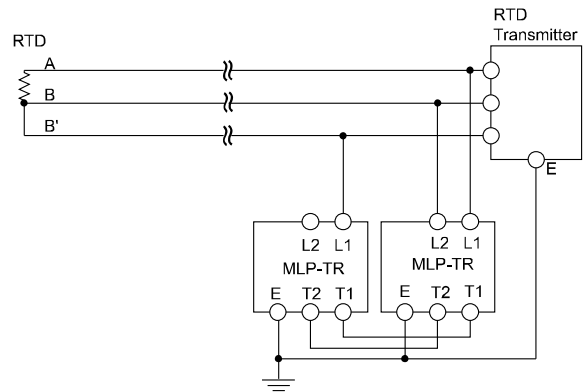 RTD
Transmitter
RTD
A
B
B'
E
L2 L1
MLP-TR
E T2 T1
L2 L1
MLP-TR
E T2 T1